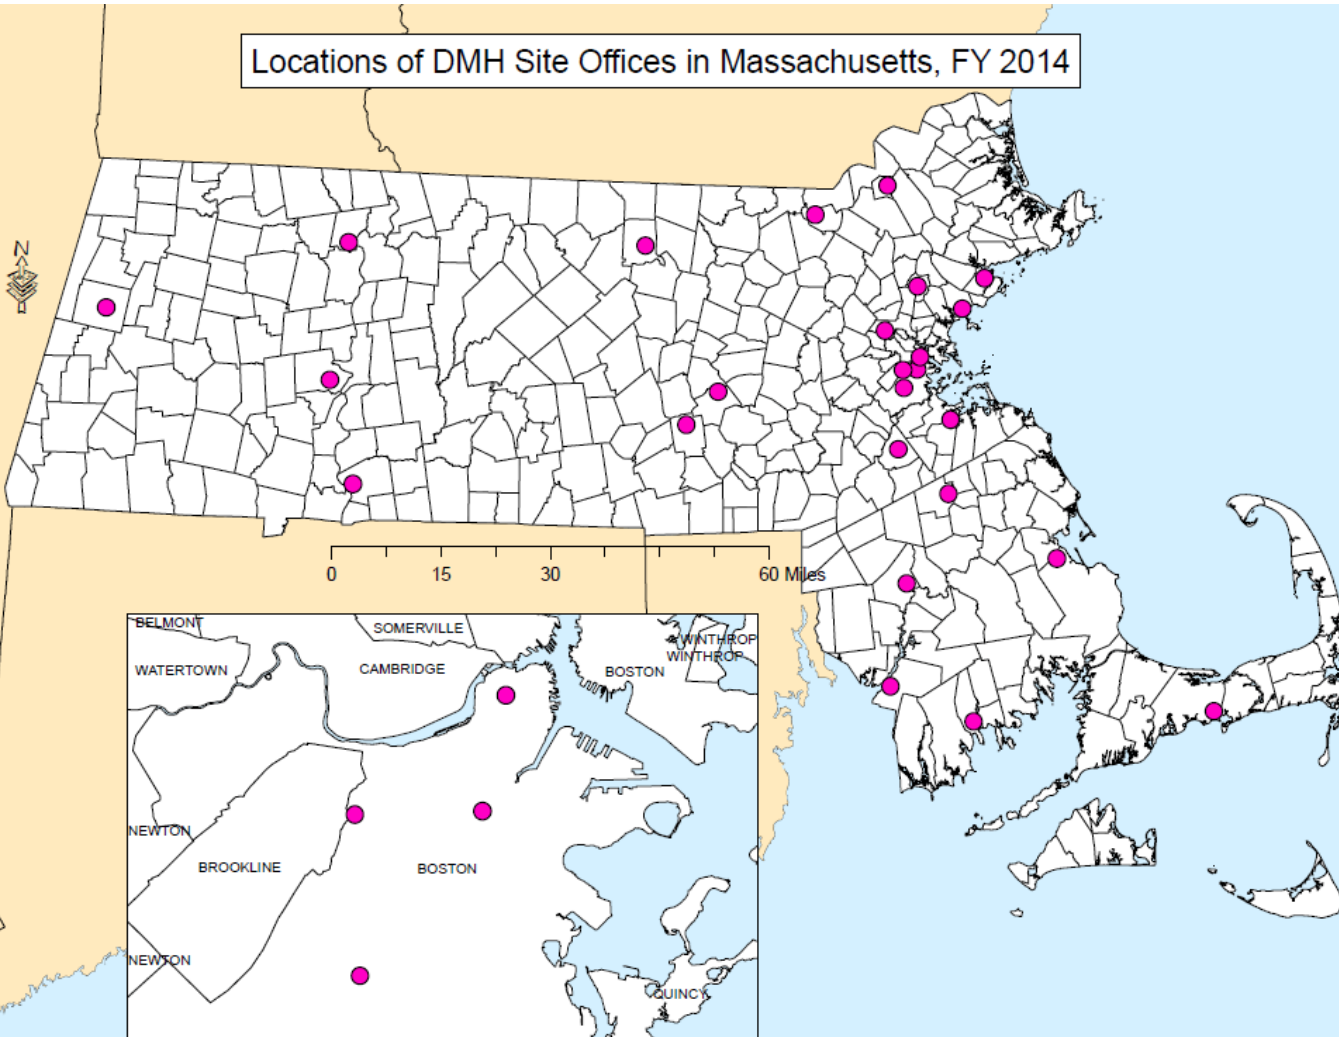 Locations of DMH Site Offices in Massachusetts, FY 2014
N
0 15 30 60 Miles
BELMONT
SOMERVILLE
WINTHROP
WINTHROP
WATERTOWN
CAMBRIDGE
BOSTON
NEWTON
BROOKLINE
BOSTON
NEWTON
QUINCY